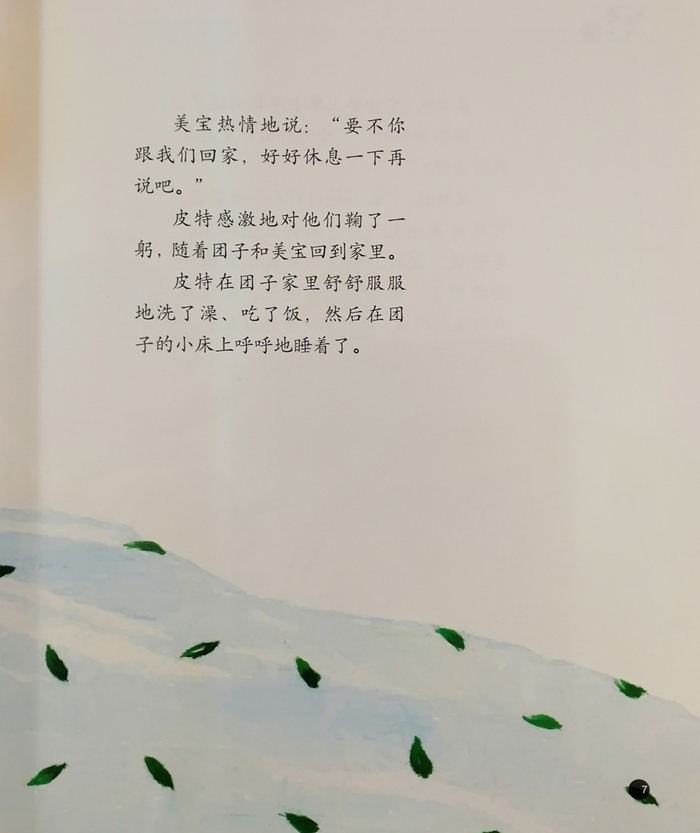 美宝热情地说：“要不你
跟我们回家，好好休息一下再
说吧。”
皮特感激地对他们鞠了一
躬，随着团子和美宝回到家里。
皮特在团子家里舒舒服服
地洗了澡、吃了饭，然后在团
子的小床上呼呼地睡着了。
7